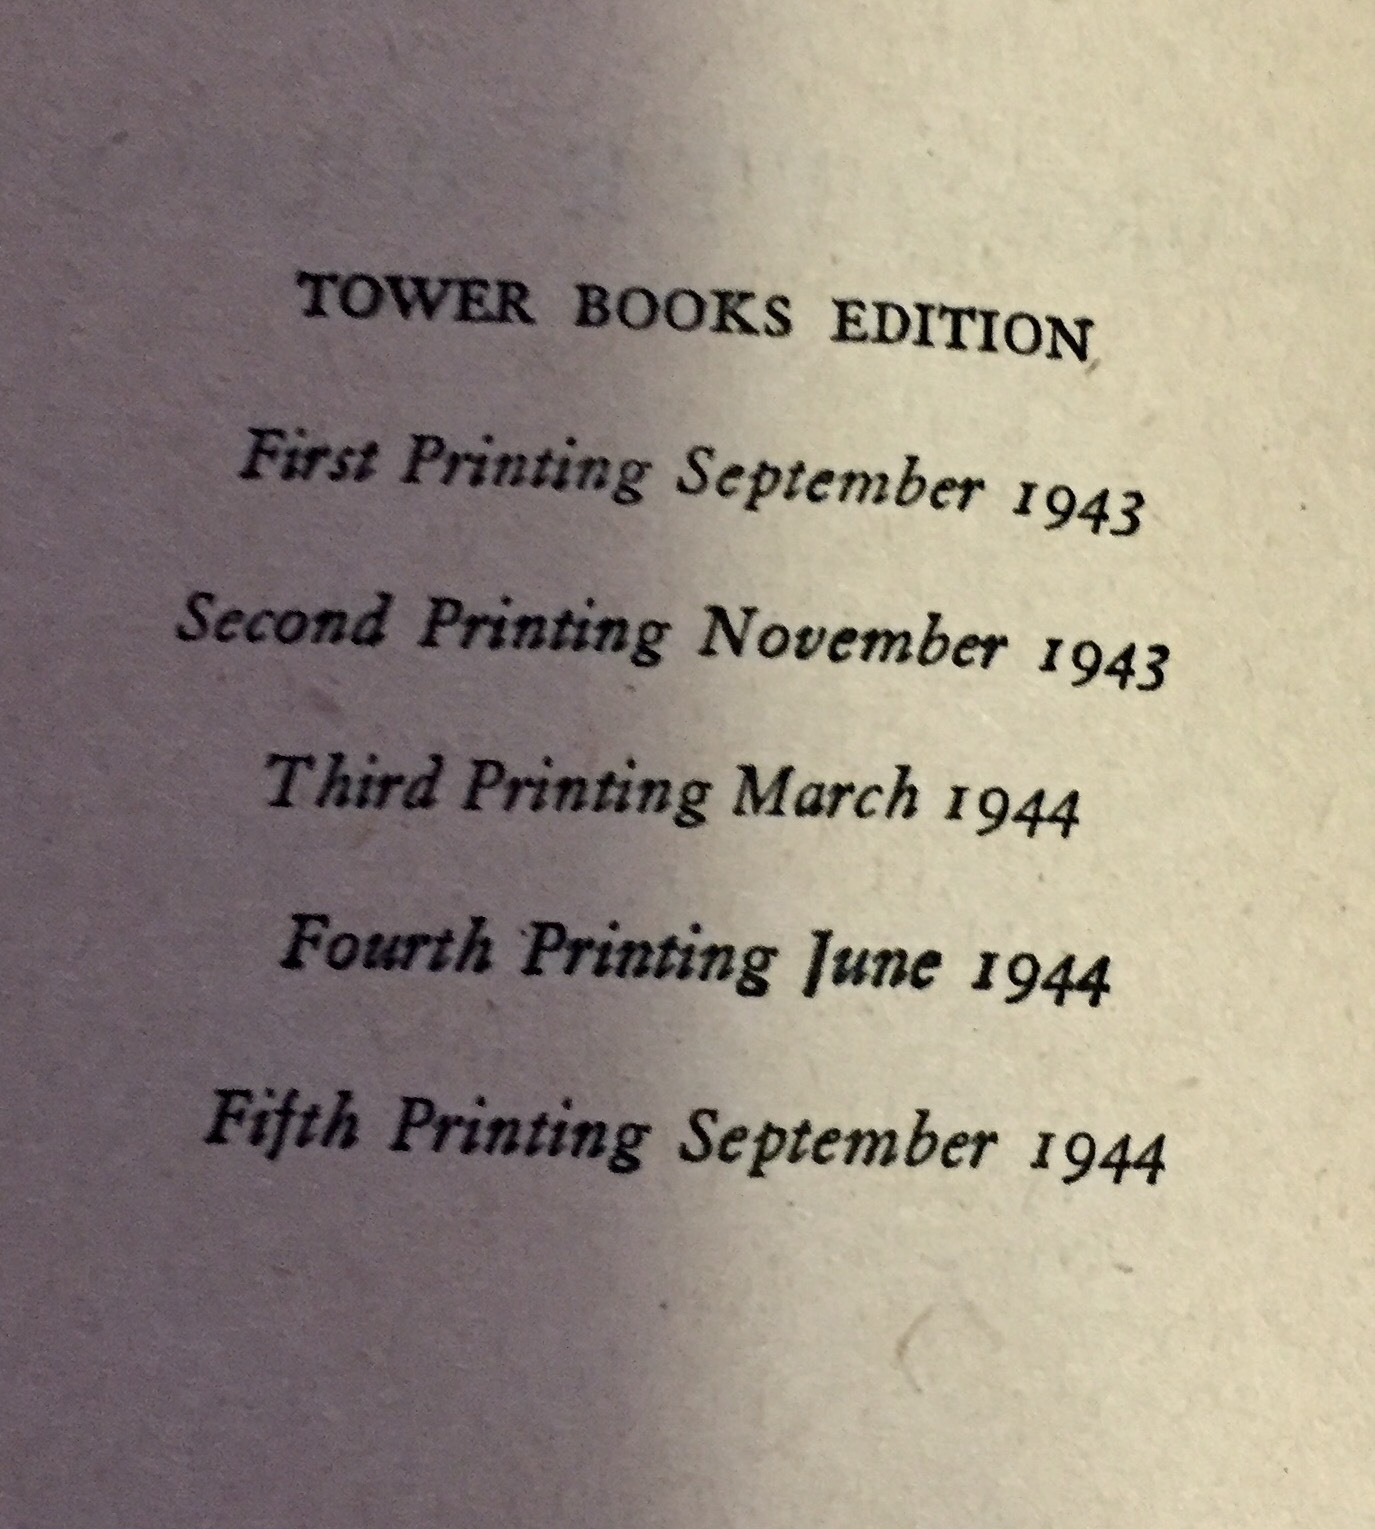 TOWER BOOKS EDITION
First Printing September 1943
Second Printing November 1943
Third Printing March 1944
Fourth Printing June 1944
Fifth Printing September 1944